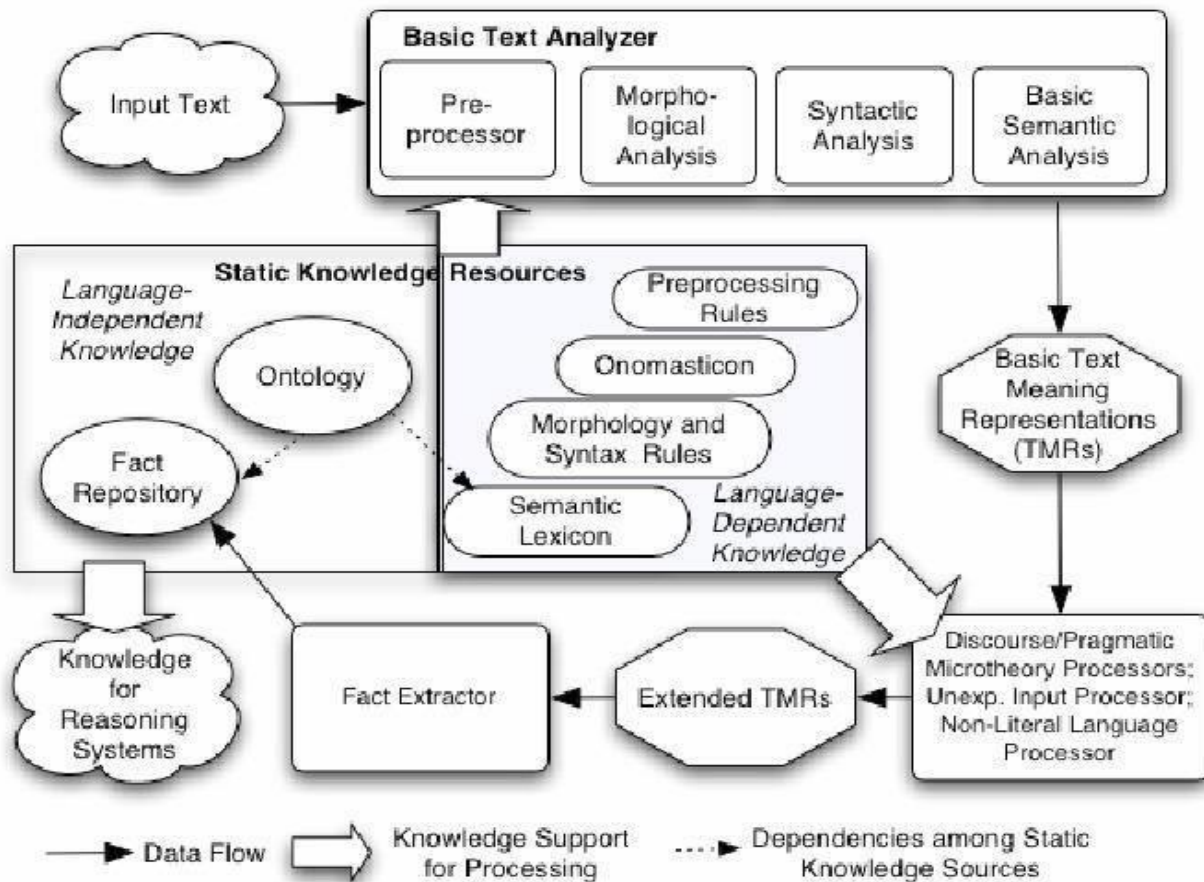 Basic Text Analyzer
Input Text
Pre-
processor
Morpho-
logical
Analysis
Syntactic
Analysis
Basic
Semantic
Analysis
Static Knowledge Resources
Language-
Independent
Knowledge
Ontology
Fact
Repository
Preprocessing
Rules
Onomasticon
Morphology and
Syntax Rules
Semantic
Lexicon
Language-
Dependent
Knowledge
Basic Text
Meaning
Representations
(TMRs)
Knowledge
for
Reasoning
Systems
Fact Extractor
Extended TMRs
Discourse/Pragmatic
Microtheory Processors;
Unexp. Input Processor;
Non-Literal Language
Processor
Data Flow
Knowledge Support
for Processing
Dependencies among Static
Knowledge Sources